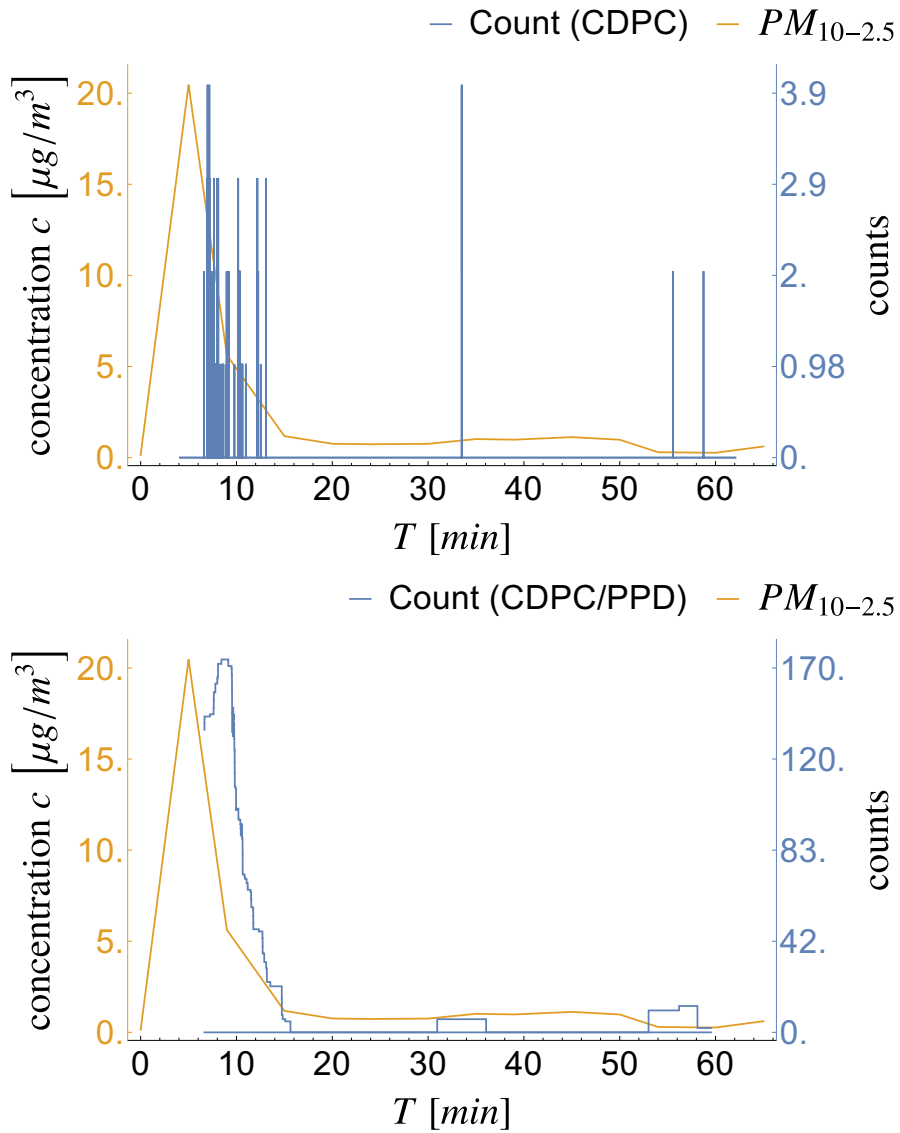 Count (CDPC) PM10−2.5
concentration c [μg/m³]
20.
15.
10.
5.
0.
3.9
2.9
2.
0.98
0.
counts
0 10 20 30 40 50 60
T [min]
Count (CDPC/PPD) PM10−2.5
concentration c [μg/m³]
20.
15.
10.
5.
0.
170.
120.
83.
42.
0.
counts
0 10 20 30 40 50 60
T [min]